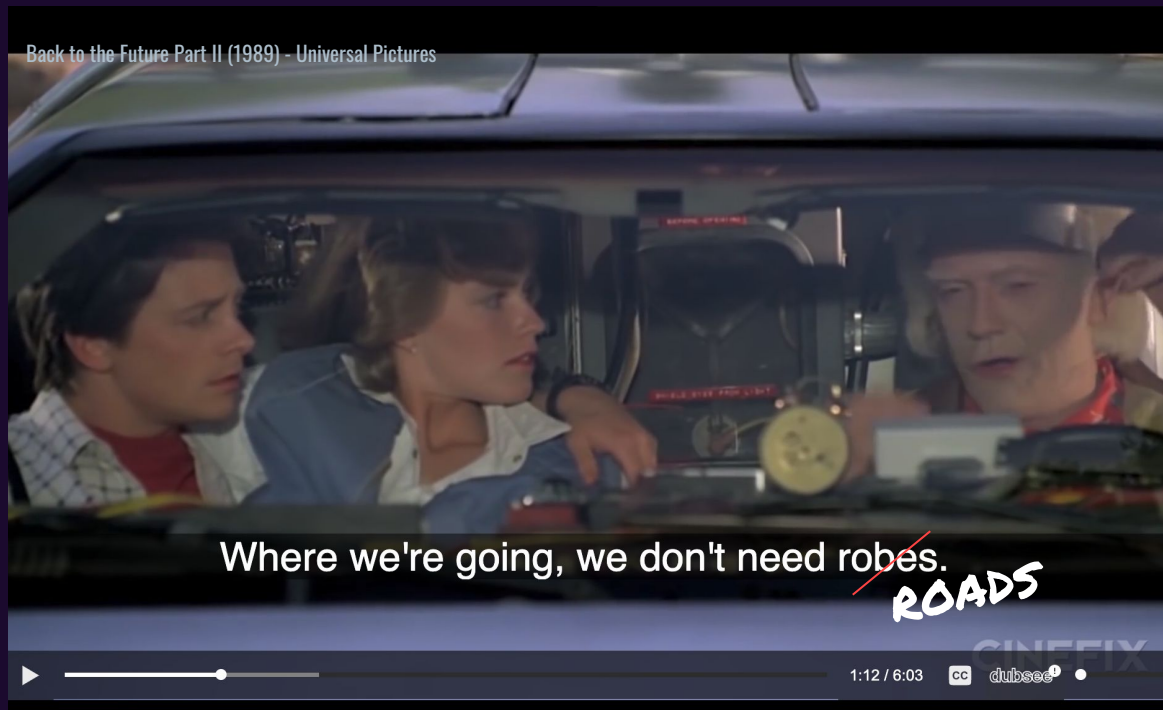 Back to the Future Part II (1989) - Universal Pictures
Where we're going, we don't need robes.
ROADS
CINEFIX
1:12 / 6:03 CC dubsee!